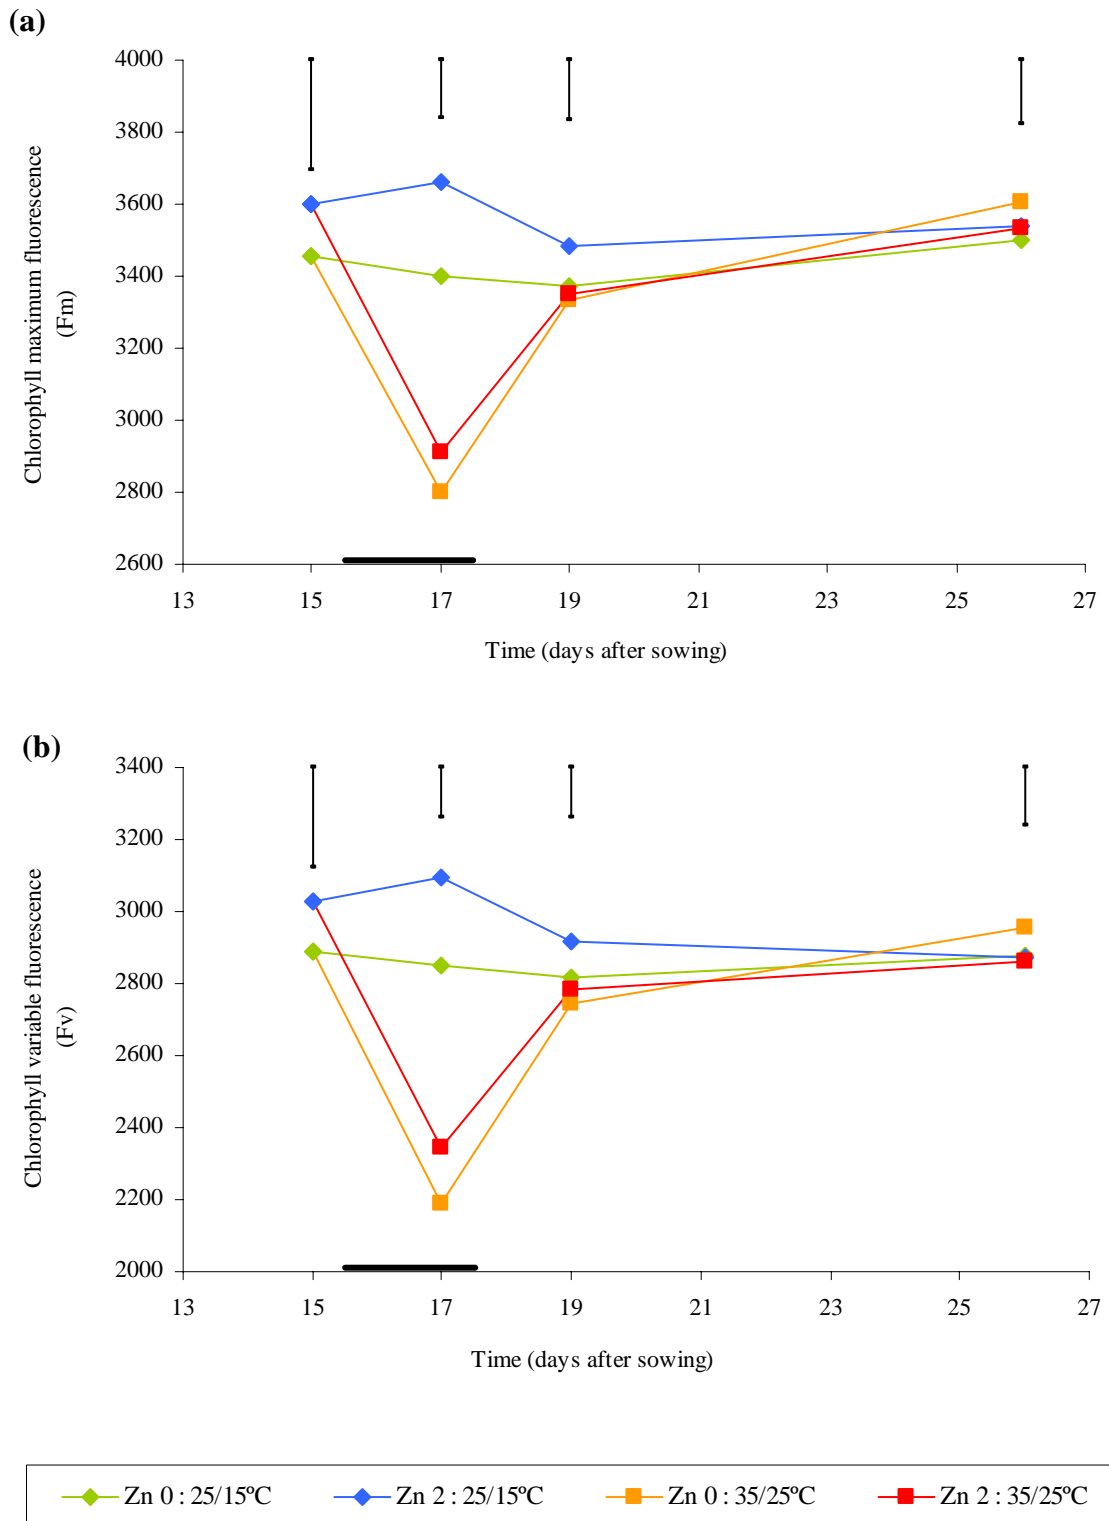 (a)
4000
3800
3600
3400
3200
3000
2800
2600
Chlorophyll maximum fluorescence
(Fm)
13 15 17 19 21 23 25 27
Time (days after sowing)
(b)
3400
3200
3000
2800
2600
2400
2200
2000
Chlorophyll variable fluorescence
(Fv)
13 15 17 19 21 23 25 27
Time (days after sowing)
Zn 0 : 25/15ºC Zn 2 : 25/15ºC Zn 0 : 35/25ºC Zn 2 : 35/25ºC